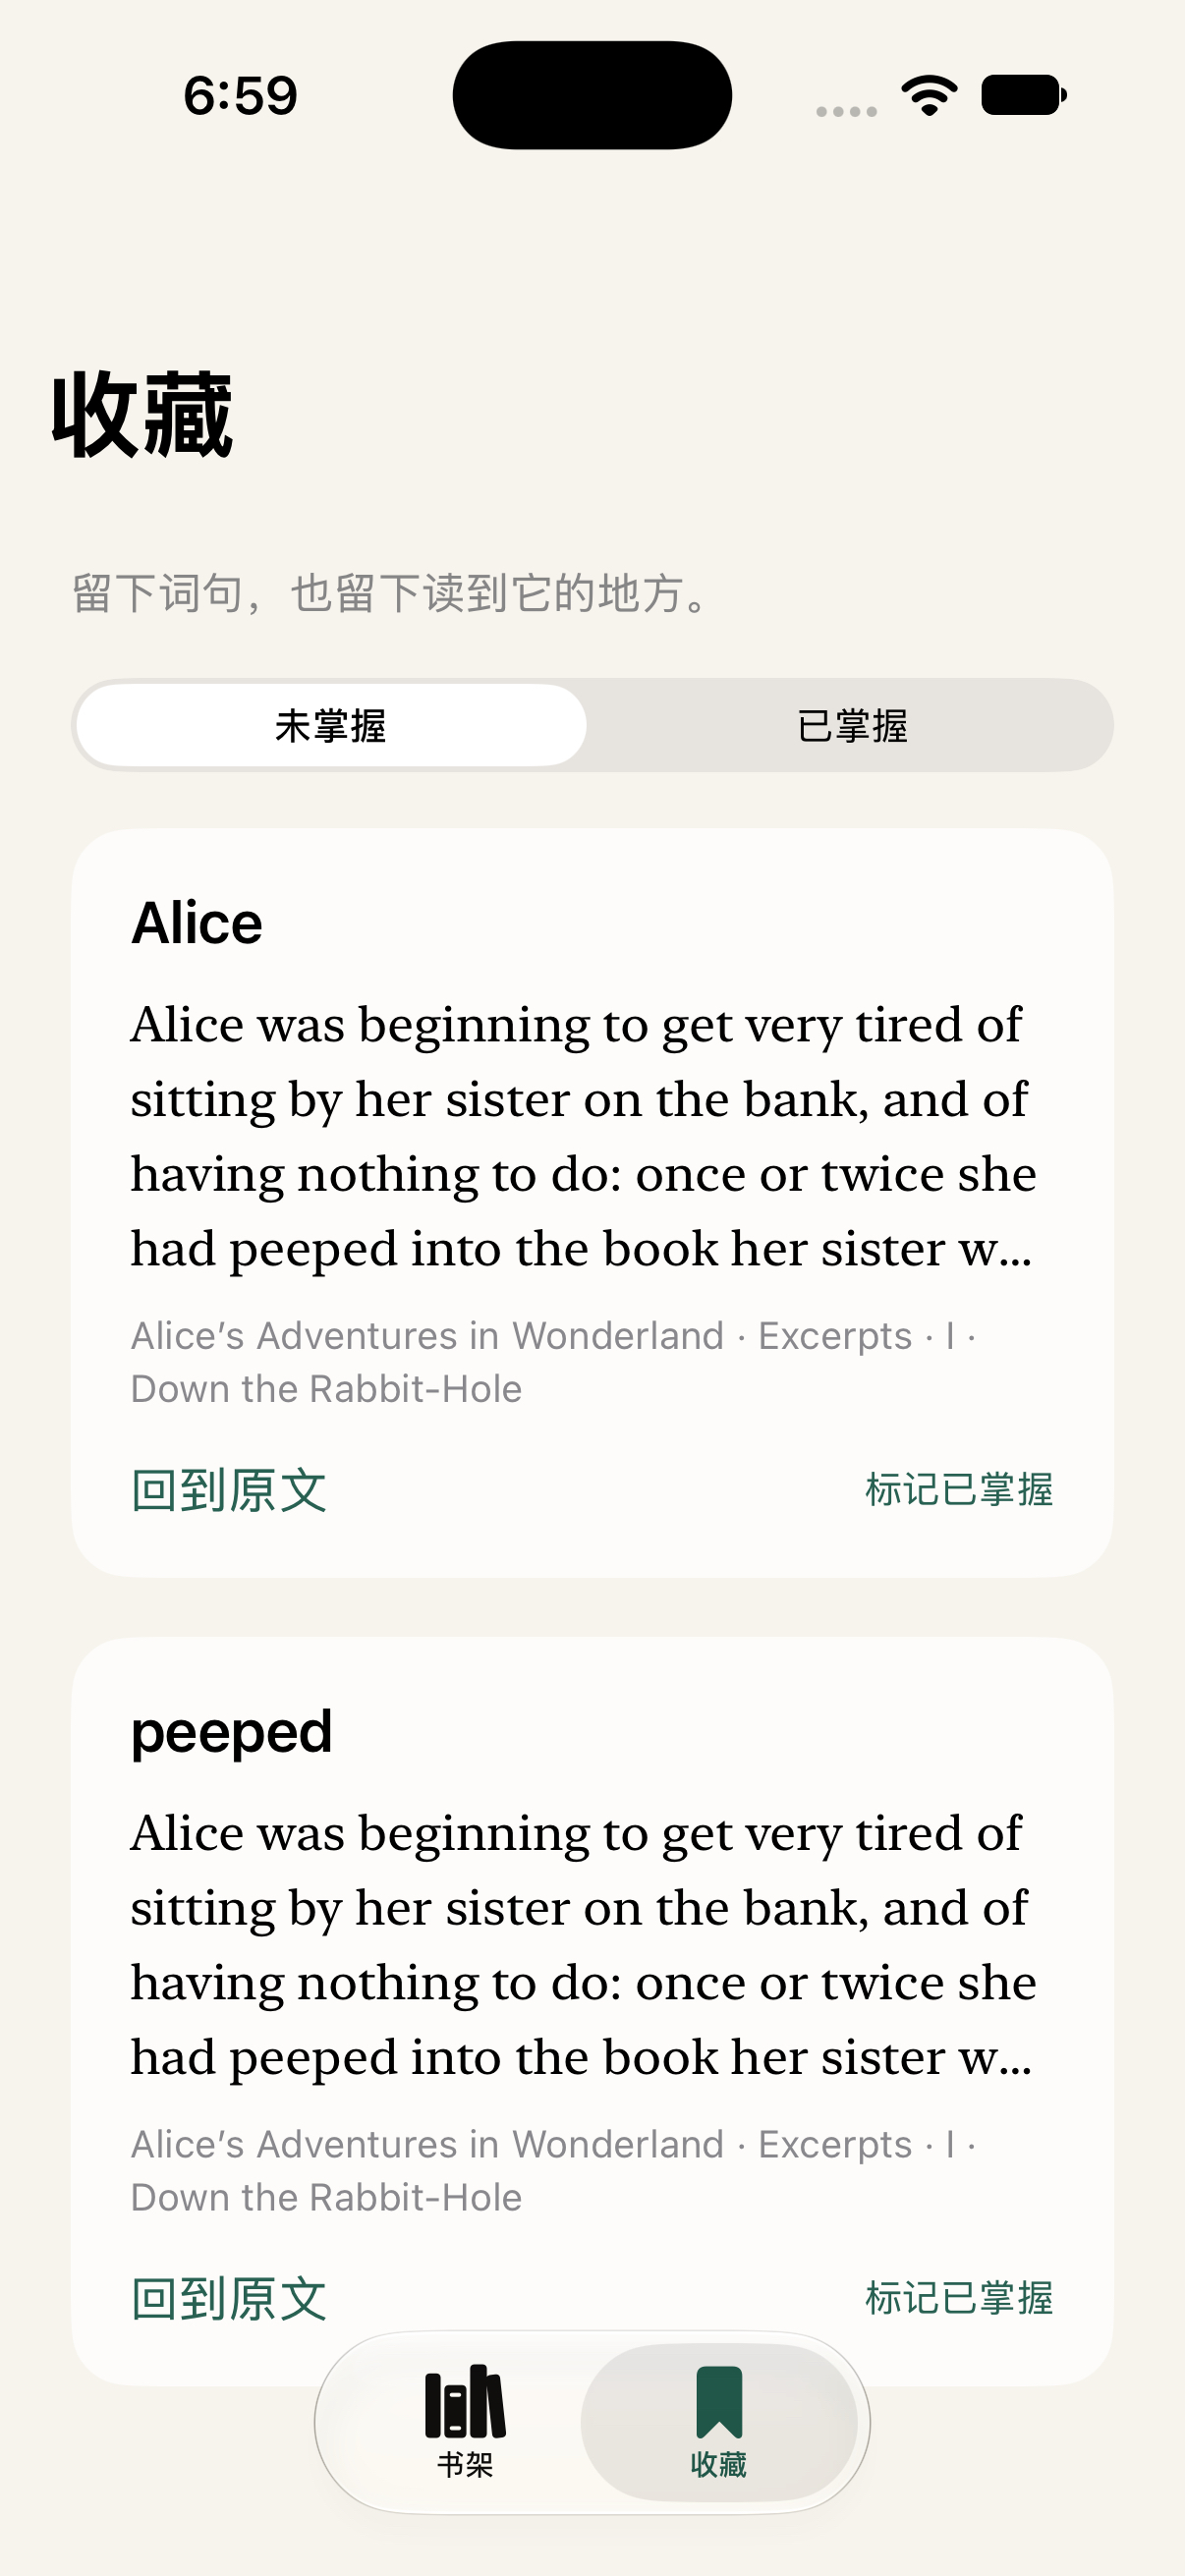 6:59
收藏
留下词句，也留下读到它的地方。
未掌握
已掌握
Alice
Alice was beginning to get very tired of
sitting by her sister on the bank, and of
having nothing to do: once or twice she
had peeped into the book her sister w...
Alice’s Adventures in Wonderland · Excerpts · I ·
Down the Rabbit-Hole
回到原文
标记已掌握
peeped
Alice was beginning to get very tired of
sitting by her sister on the bank, and of
having nothing to do: once or twice she
had peeped into the book her sister w...
Alice’s Adventures in Wonderland · Excerpts · I ·
Down the Rabbit-Hole
回到原文
标记已掌握
书架
收藏